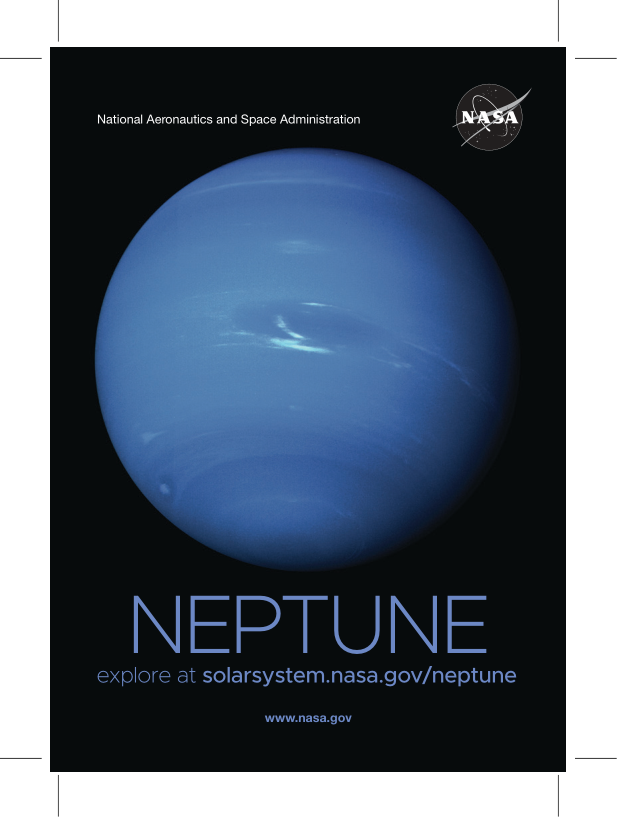 National Aeronautics and Space Administration
NASA
NEPTUNE
explore at solarsystem.nasa.gov/neptune
www.nasa.gov